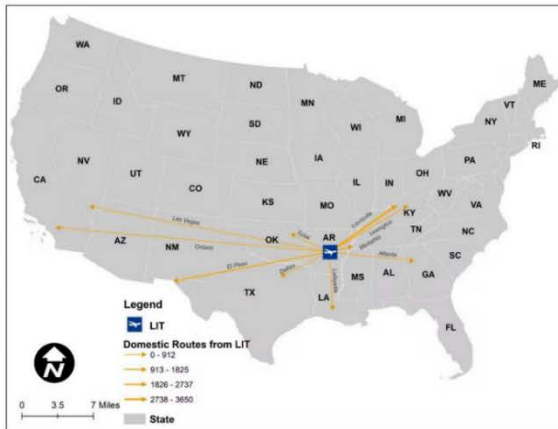 WA
MT
ND
OR
ID
MN
ME
VT
SD
WI
MI
NY
WY
RI
IA
PA
NE
NV
UT
IL
IN
OH
CA
CO
WV
KS
MO
VA
KY
Las Vegas
Louisville
Lexington
TN
NC
AZ
NM
OK
Tulsa
AR
Memphis
Ontario
Atlanta
SC
El Paso
Dallas
MS
AL
GA
Lafayette
TX
LA
FL
Legend
LIT
Domestic Routes from LIT
0 - 912
913 - 1825
1826 - 2737
2738 - 3650
State
N
0 3.5 7 Miles